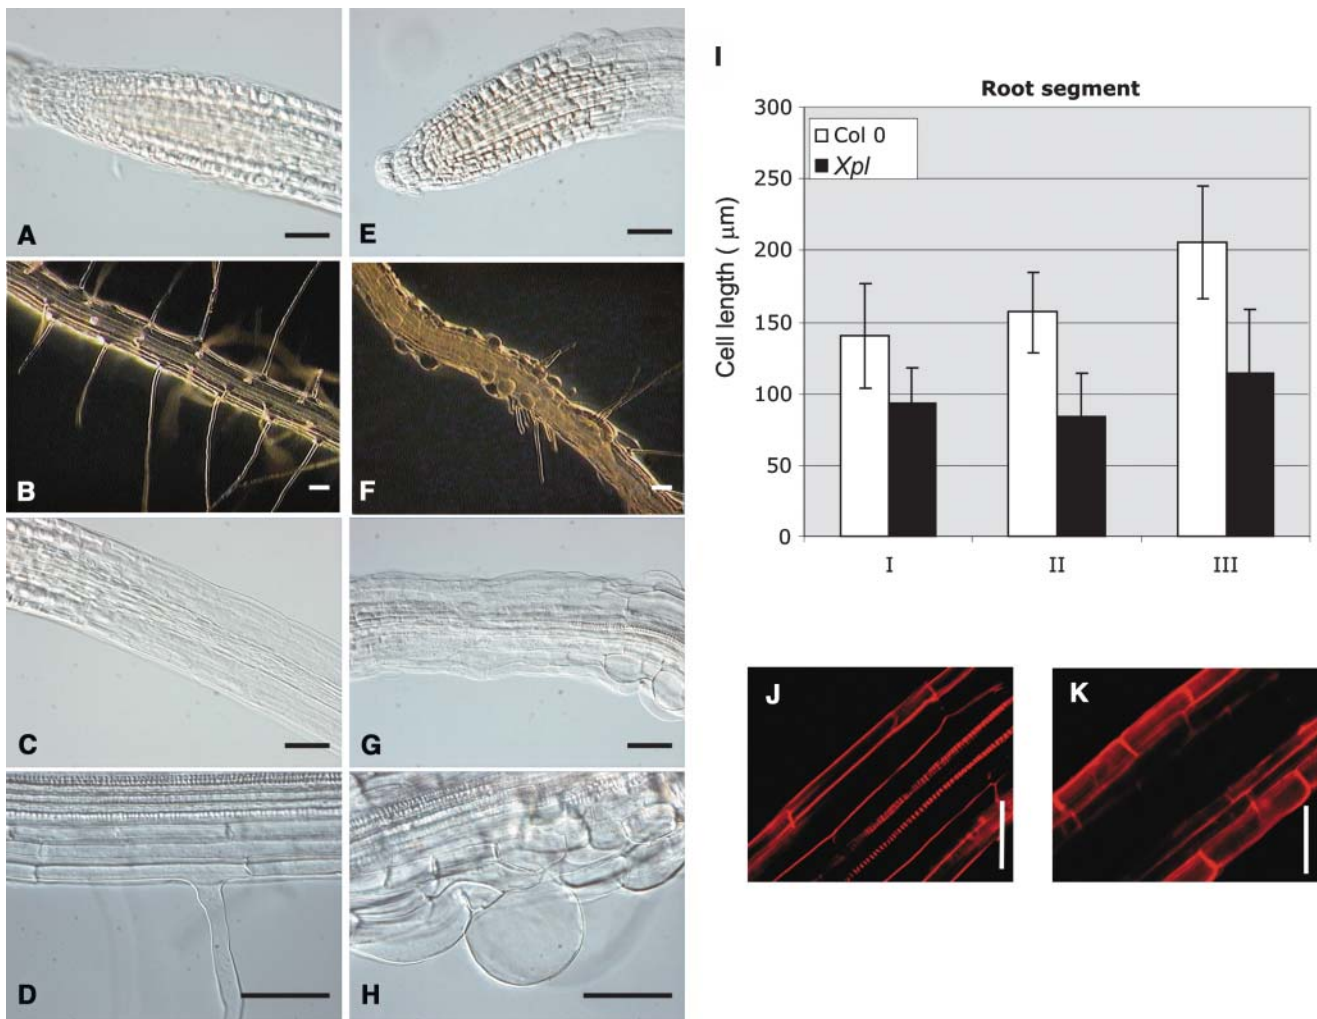 A
E
B
F
C
G
D
H
I
Root segment
300
250
200
150
100
50
0
Cell length ( μm)
Col 0
Xpl
I
II
III
J
K